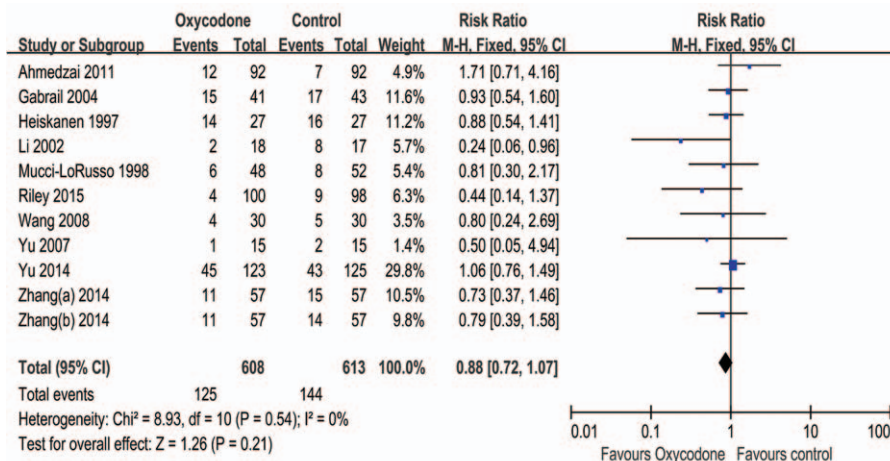 Oxycodone Control Risk Ratio Risk Ratio
Study or Subgroup Events Total Events Total Weight M-H, Fixed, 95% CI M-H, Fixed, 95% CI
Ahmedzai 2011 12 92 7 92 4.9% 1.71 [0.71, 4.16]
Gabrail 2004 15 41 17 43 11.6% 0.93 [0.54, 1.60]
Heiskanen 1997 14 27 16 27 11.2% 0.88 [0.54, 1.41]
Li 2002 2 18 8 17 5.7% 0.24 [0.06, 0.96]
Mucci-LoRusso 1998 6 48 8 52 5.4% 0.81 [0.30, 2.17]
Riley 2015 4 100 9 98 6.3% 0.44 [0.14, 1.37]
Wang 2008 4 30 5 30 3.5% 0.80 [0.24, 2.69]
Yu 2007 1 15 2 15 1.4% 0.50 [0.05, 4.94]
Yu 2014 45 123 43 125 29.8% 1.06 [0.76, 1.49]
Zhang(a) 2014 11 57 15 57 10.5% 0.73 [0.37, 1.46]
Zhang(b) 2014 11 57 14 57 9.8% 0.79 [0.39, 1.58]
Total (95% CI) 608 613 100.0% 0.88 [0.72, 1.07]
Total events 125 144
Heterogeneity: Chi² = 8.93, df = 10 (P = 0.54); I² = 0%
Test for overall effect: Z = 1.26 (P = 0.21)
0.01 0.1 1 10 100
Favours Oxycodone Favours control